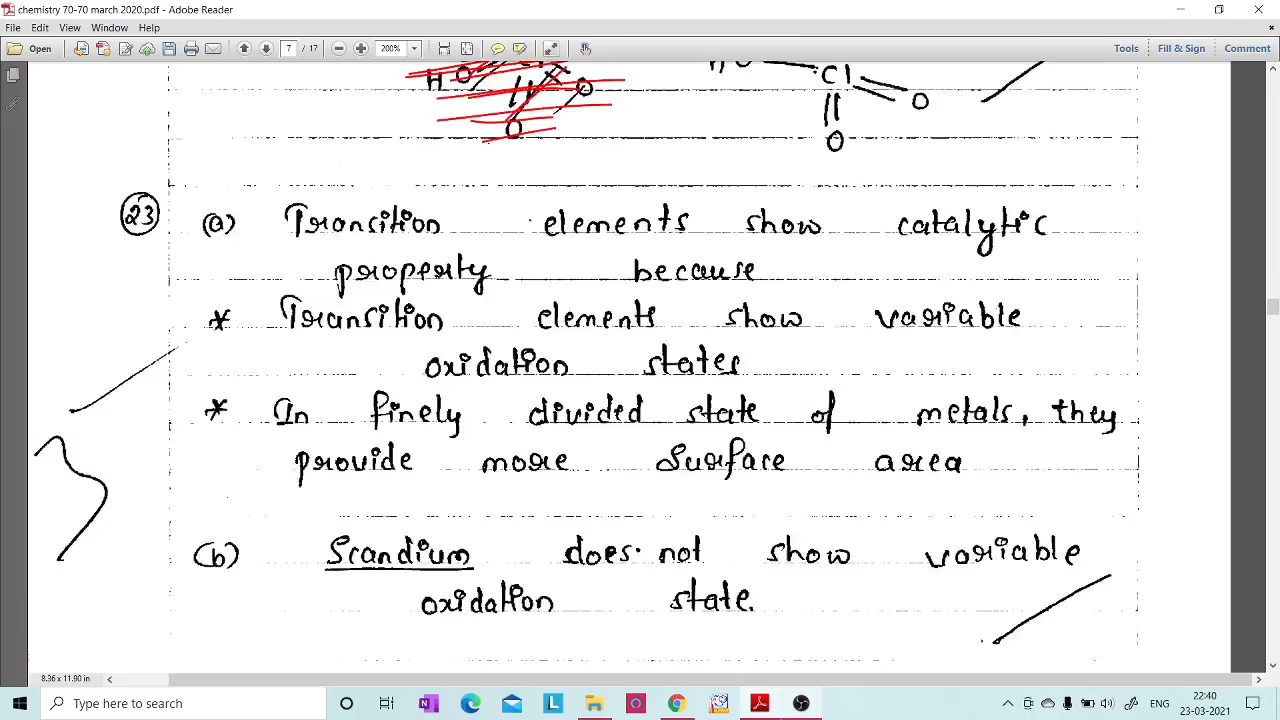 chemistry 70-70 march 2020.pdf - Adobe Reader
File Edit View Window Help
Open 7 / 17 200% Tools Fill & Sign Comment
HO O
O
HO Cl O
O
23 (a) Transition elements show catalytic
property because
* Transition elements show variable
oxidation states
* In finely divided state of metals, they
provide more surface area
(b) Scandium does not show variable
oxidation state.
8.36 x 11.90 in
Type here to search
ENG 22:40
23-03-2021